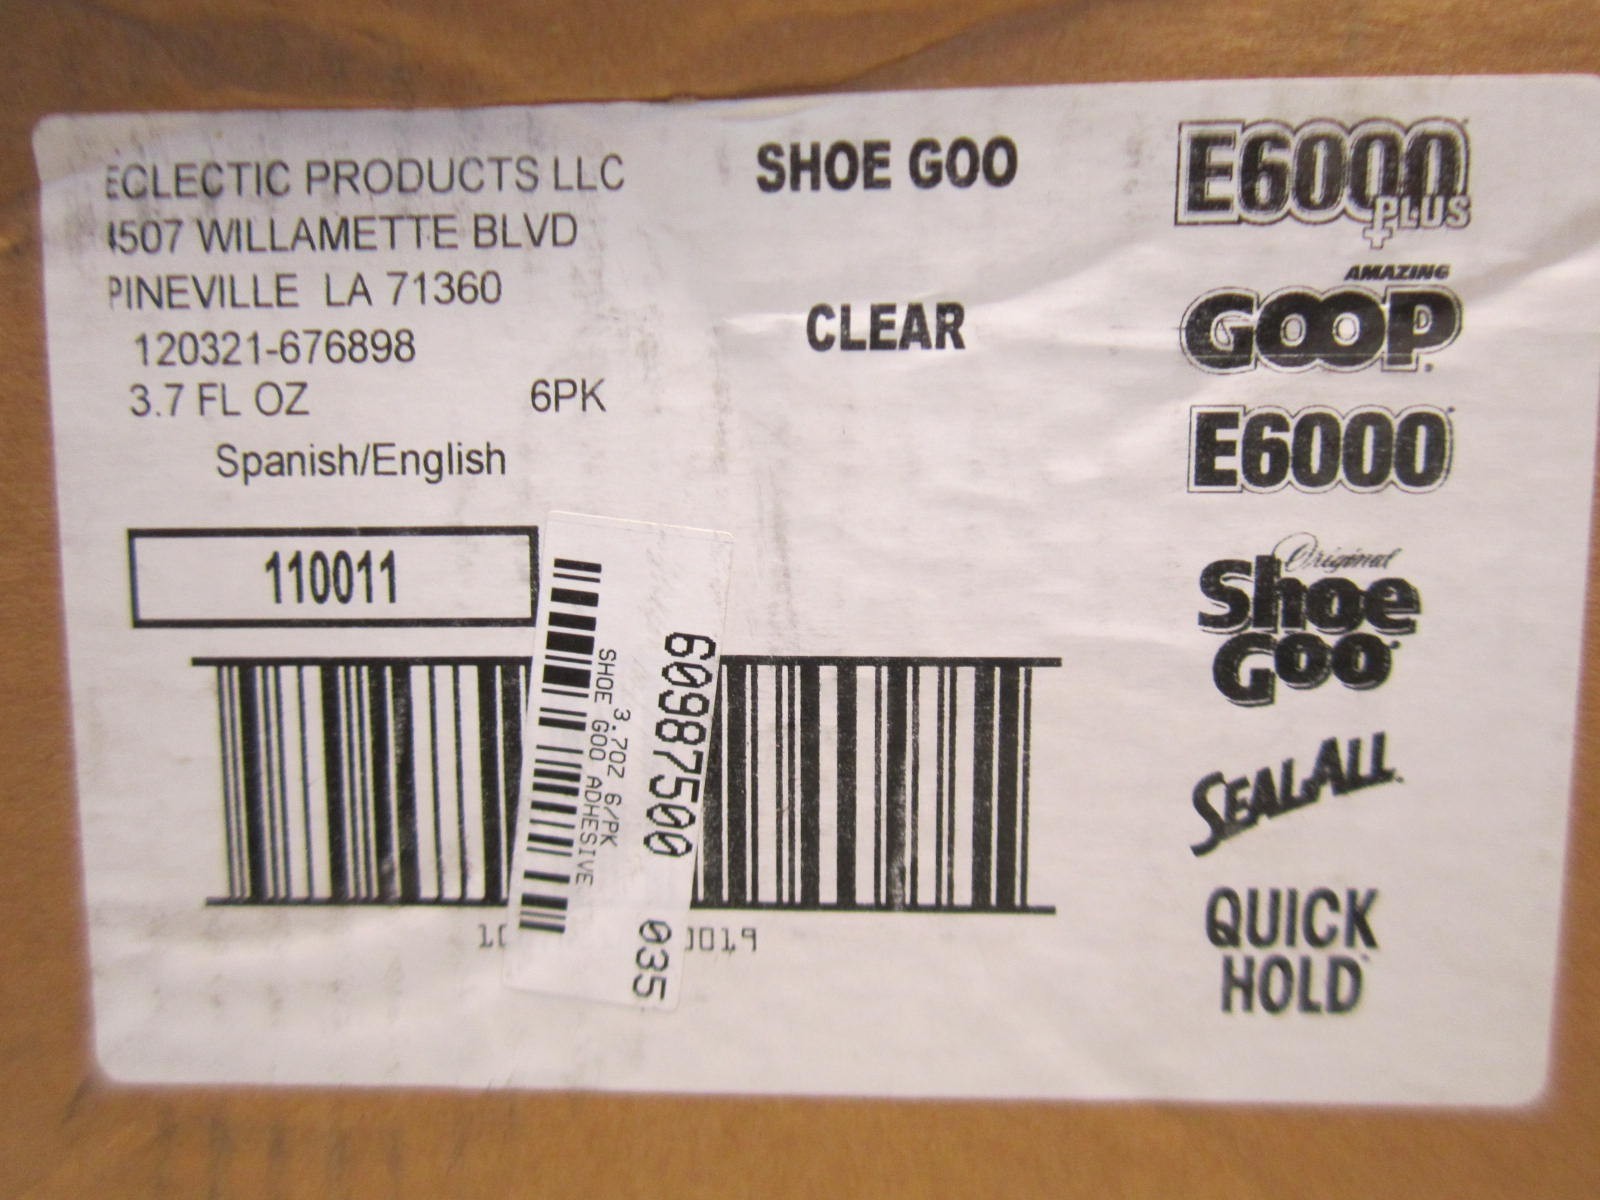 ECLECTIC PRODUCTS LLC
4507 WILLAMETTE BLVD
PINEVILLE LA 71360
120321-676898
3.7 FL OZ 6PK
Spanish/English
110011
SHOE GOO
CLEAR
E6000
PLUS
+
AMAZING
GOOP
E6000
Original
Shoe
Goo
SEAL-ALL
QUICK
HOLD
60987500 035
3.7OZ 6/PK
SHOE GOO ADHESIVE